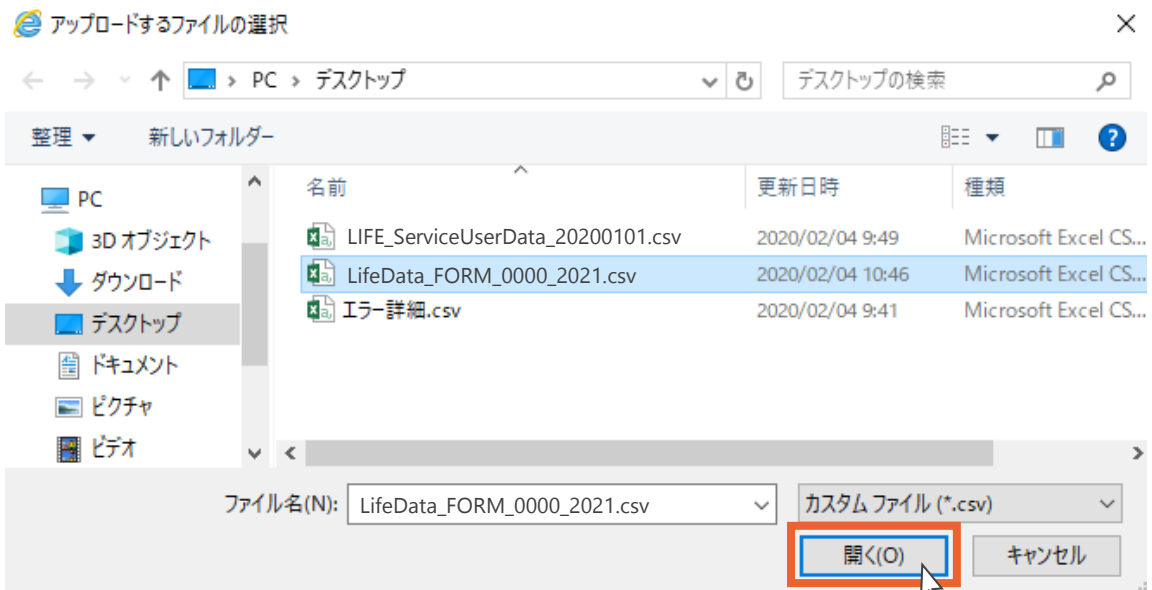 アップロードするファイルの選択
PC › デスクトップ
デスクトップの検索
整理 新しいフォルダー
名前 更新日時 種類
PC
3D オブジェクト
ダウンロード
デスクトップ
ドキュメント
ピクチャ
ビデオ
LIFE_ServiceUserData_20200101.csv 2020/02/04 9:49 Microsoft Excel CS...
LifeData_FORM_0000_2021.csv 2020/02/04 10:46 Microsoft Excel CS...
エラー詳細.csv 2020/02/04 9:41 Microsoft Excel CS...
ファイル名(N): LifeData_FORM_0000_2021.csv カスタム ファイル (*.csv)
開く(O) キャンセル